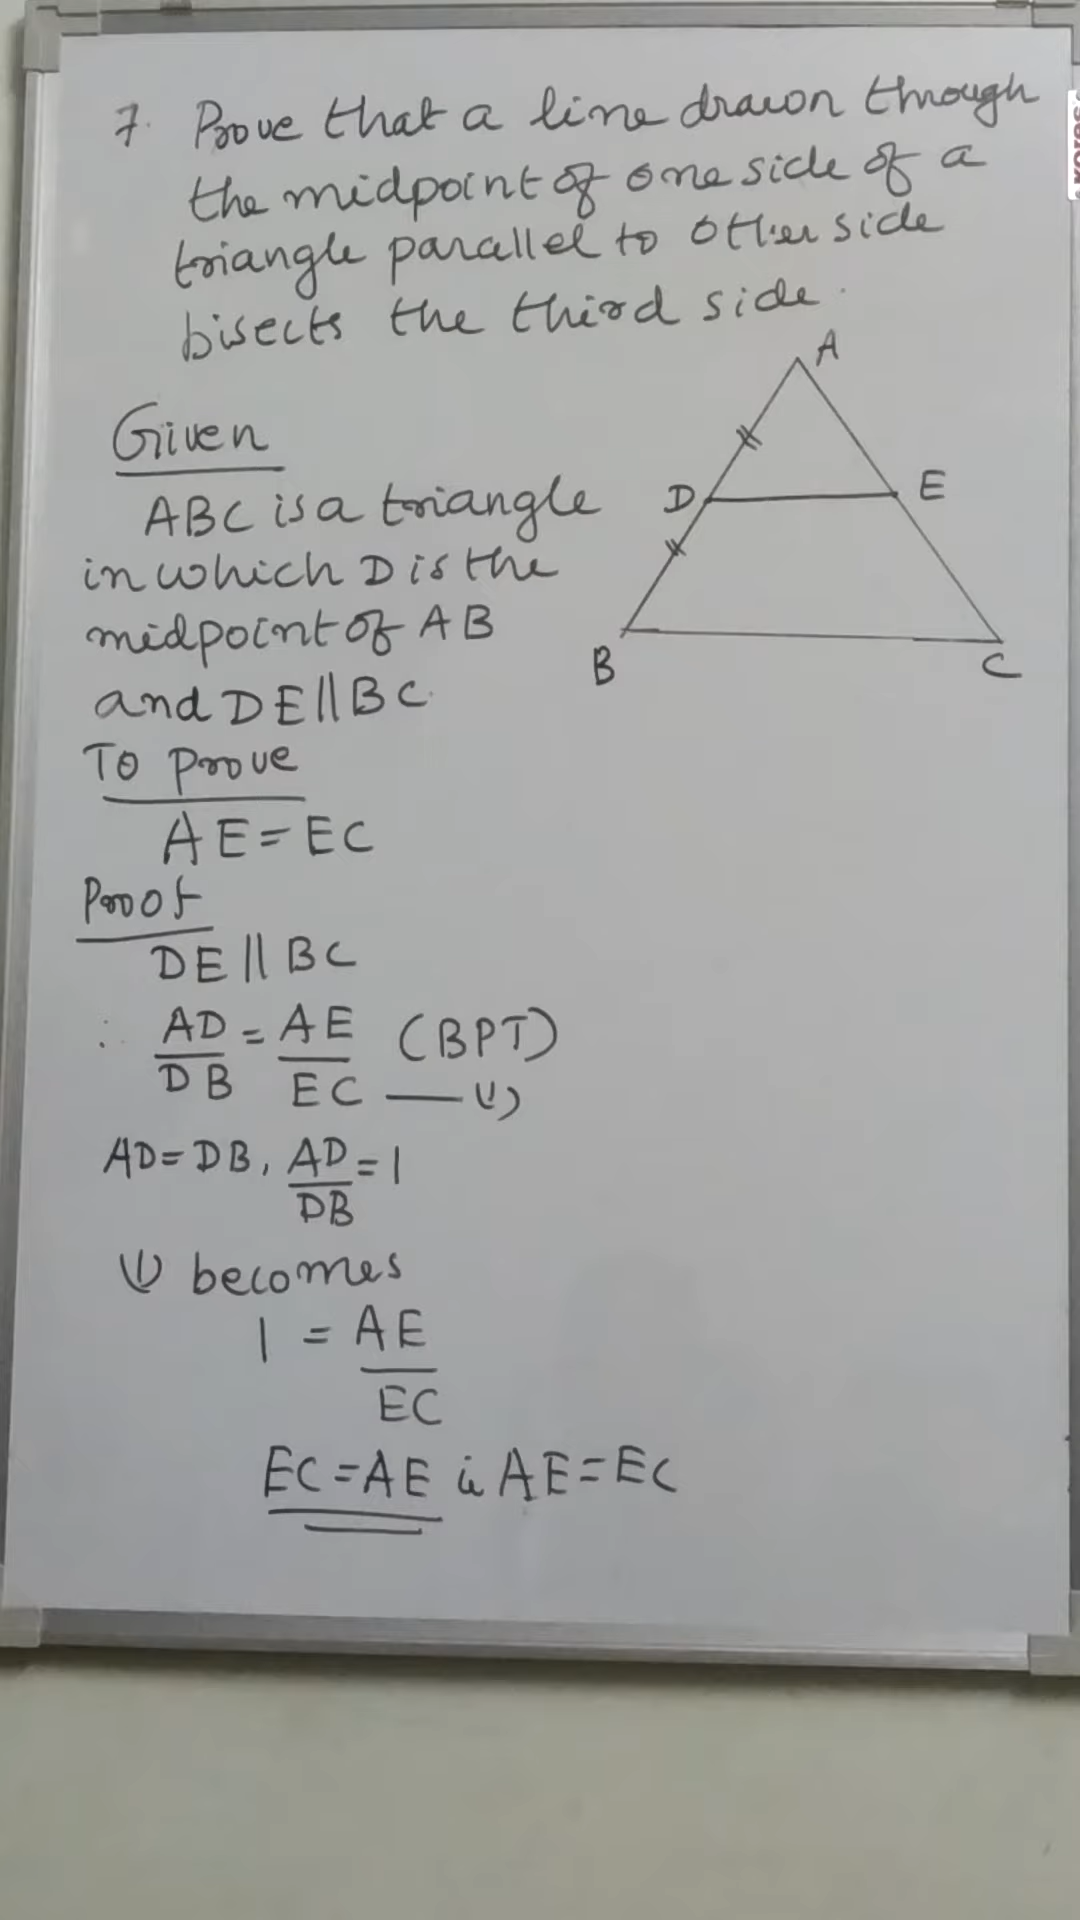 7. Prove that a line drawn through
the midpoint of one side of a
triangle parallel to other side
bisects the third side.
A
D
E
B
C
Given
ABC is a triangle
in which D is the
midpoint of AB
and DE||BC.
To prove
AE=EC
Proof
DE || BC
∴ AD/DB = AE/EC (BPT)
—(1)
AD=DB, AD/DB=1
(1) becomes
1 = AE/EC
EC=AE ie AE=EC
Kores